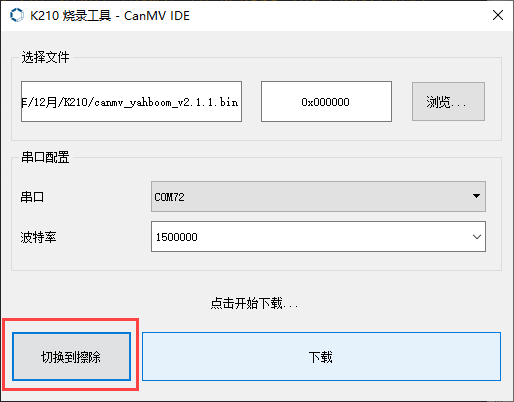 K210 烧录工具 - CanMV IDE
选择文件
E/12月/K210/canmv_yahboom_v2.1.1.bin
0x000000
浏览...
串口配置
串口
COM72
波特率
1500000
点击开始下载...
切换到擦除
下载